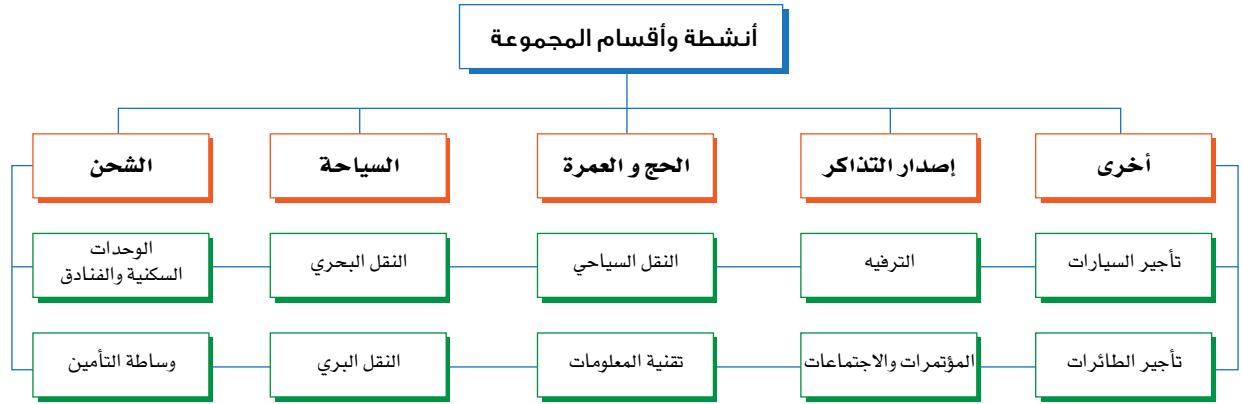 أنشطة وأقسام المجموعة
أخرى
إصدار التذاكر
الحج و العمرة
السياحة
الشحن
تأجير السيارات
الترفيه
النقل السياحي
النقل البحري
الوحدات
السكنية والفنادق
تأجير الطائرات
المؤتمرات والاجتماعات
تقنية المعلومات
النقل البري
وساطة التأمين